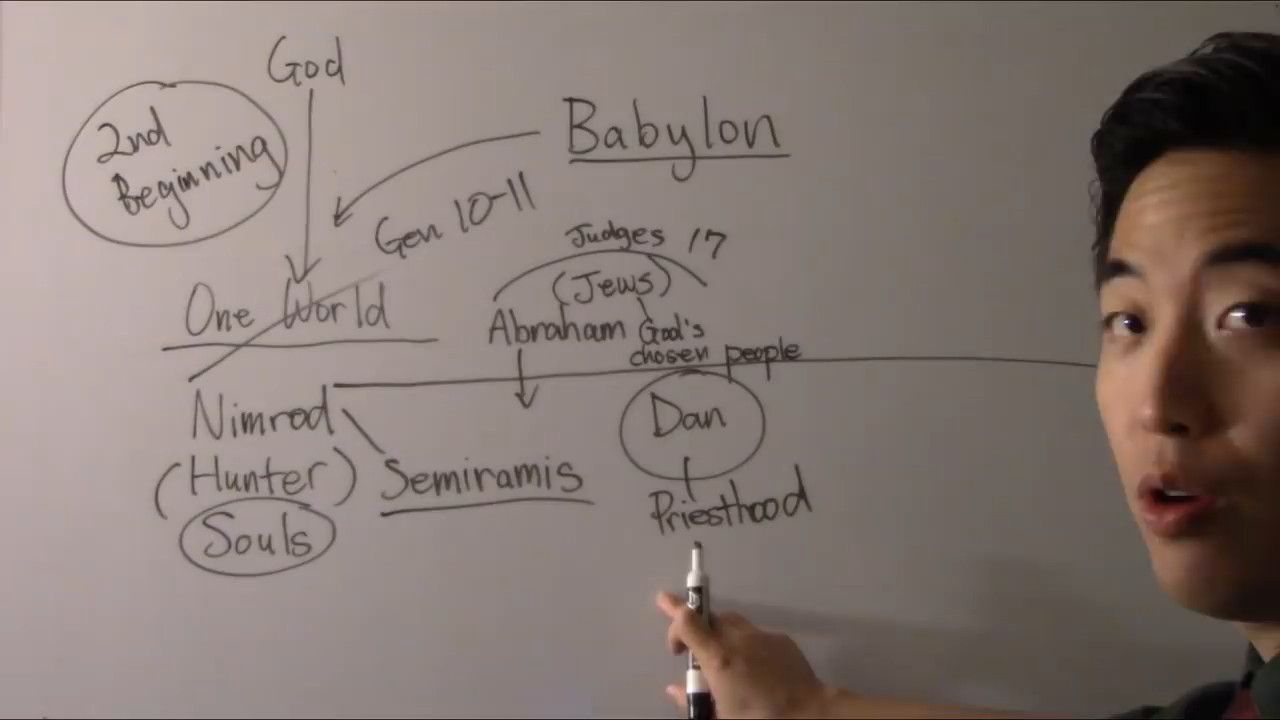 God
2nd
Beginning
Babylon
Gen 10-11
One World
Judges 17
(Jews)
Abraham
God's
chosen people
Nimrod
(Hunter)
Souls
Semiramis
Dan
Priesthood